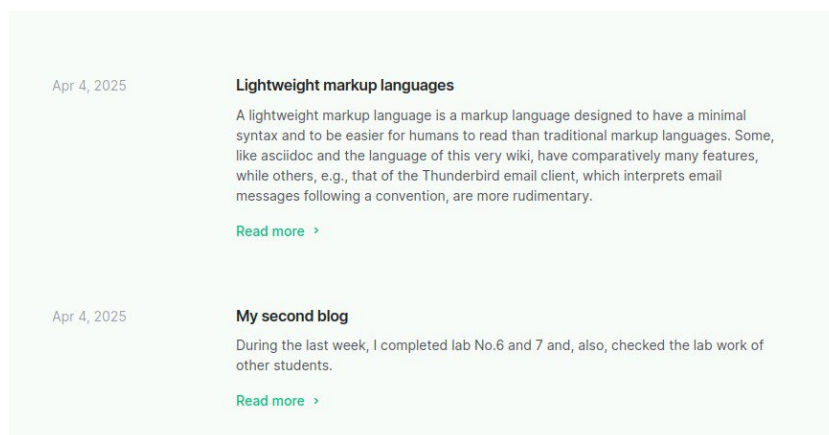 Apr 4, 2025
Lightweight markup languages
A lightweight markup language is a markup language designed to have a minimal
syntax and to be easier for humans to read than traditional markup languages. Some,
like asciidoc and the language of this very wiki, have comparatively many features,
while others, e.g., that of the Thunderbird email client, which interprets email
messages following a convention, are more rudimentary.
Read more ›
Apr 4, 2025
My second blog
During the last week, I completed lab No.6 and 7 and, also, checked the lab work of
other students.
Read more ›